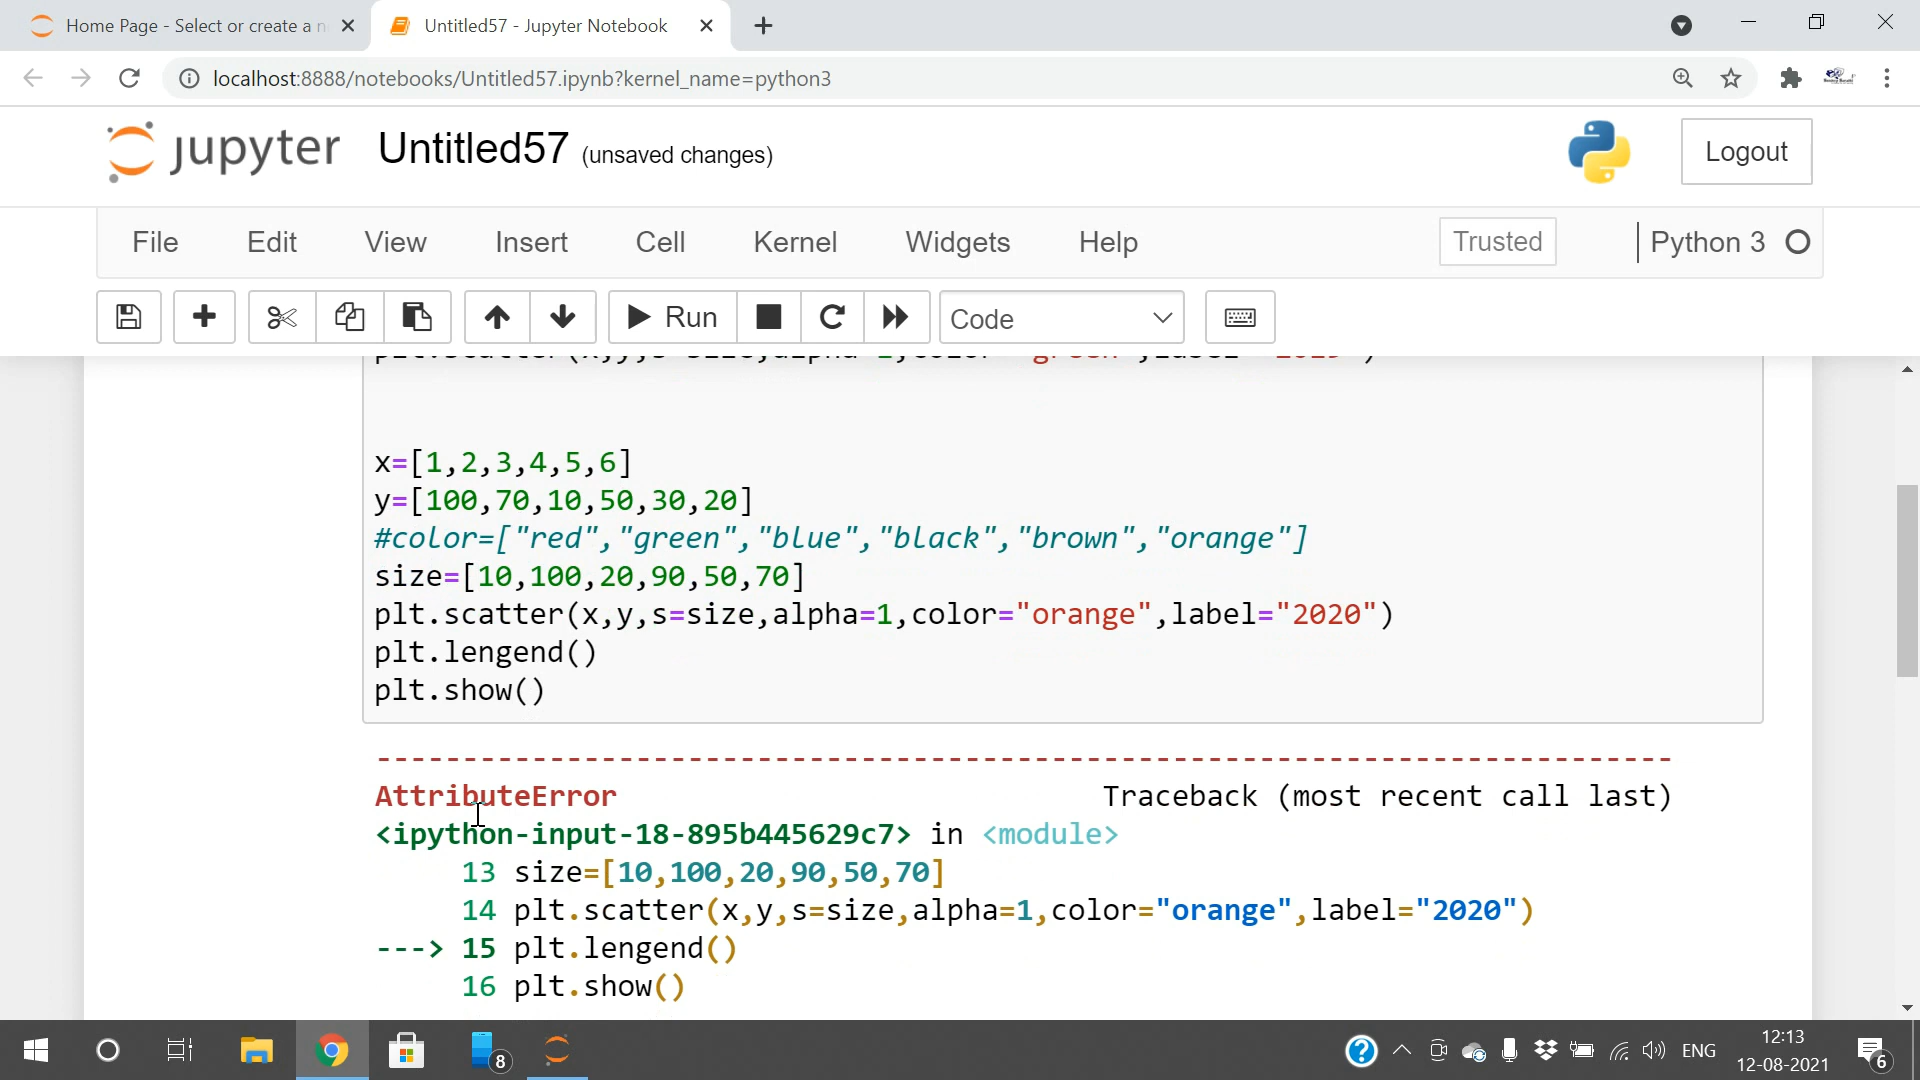 Home Page - Select or create a n
Untitled57 - Jupyter Notebook
localhost:8888/notebooks/Untitled57.ipynb?kernel_name=python3
jupyter Untitled57 (unsaved changes)
Logout
File Edit View Insert Cell Kernel Widgets Help Trusted Python 3
Run Code
x=[1,2,3,4,5,6]
y=[100,70,10,50,30,20]
#color=["red","green","blue","black","brown","orange"]
size=[10,100,20,90,50,70]
plt.scatter(x,y,s=size,alpha=1,color="orange",label="2020")
plt.lengend()
plt.show()
---------------------------------------------------------------------------
AttributeError Traceback (most recent call last)
<ipython-input-18-895b445629c7> in <module>
13 size=[10,100,20,90,50,70]
14 plt.scatter(x,y,s=size,alpha=1,color="orange",label="2020")
---> 15 plt.lengend()
16 plt.show()
8
ENG
12:13
12-08-2021
6